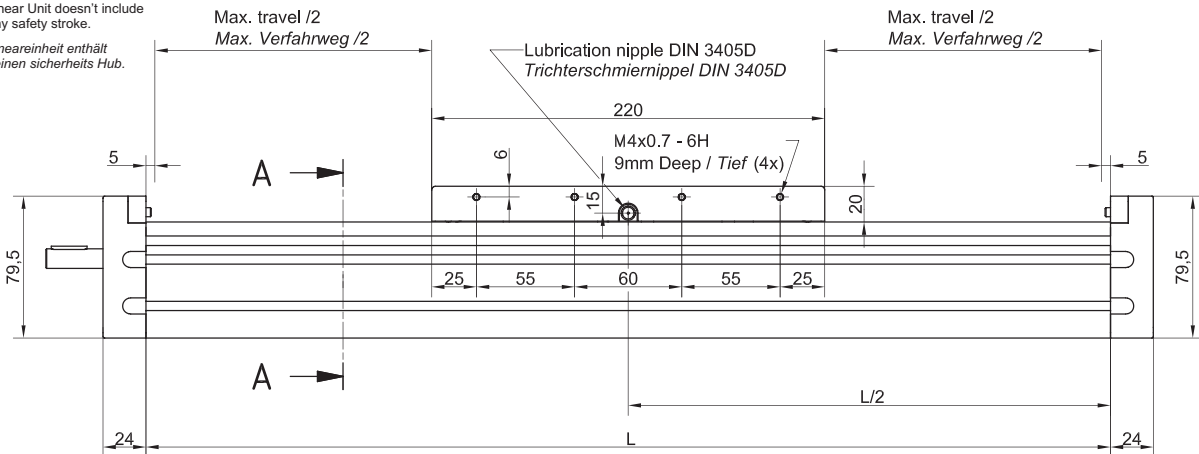 near Unit doesn't include
y safety stroke.
neareinheit enthält
einen sicherheits Hub.
Max. travel /2
Max. Verfahrweg /2
Lubrication nipple DIN 3405D
Trichterschmiernippel DIN 3405D
Max. travel /2
Max. Verfahrweg /2
220
M4x0.7 - 6H
9mm Deep / Tief (4x)
5
A
6
15
20
5
79,5
25
55
60
55
25
79,5
A
L/2
24
L
24